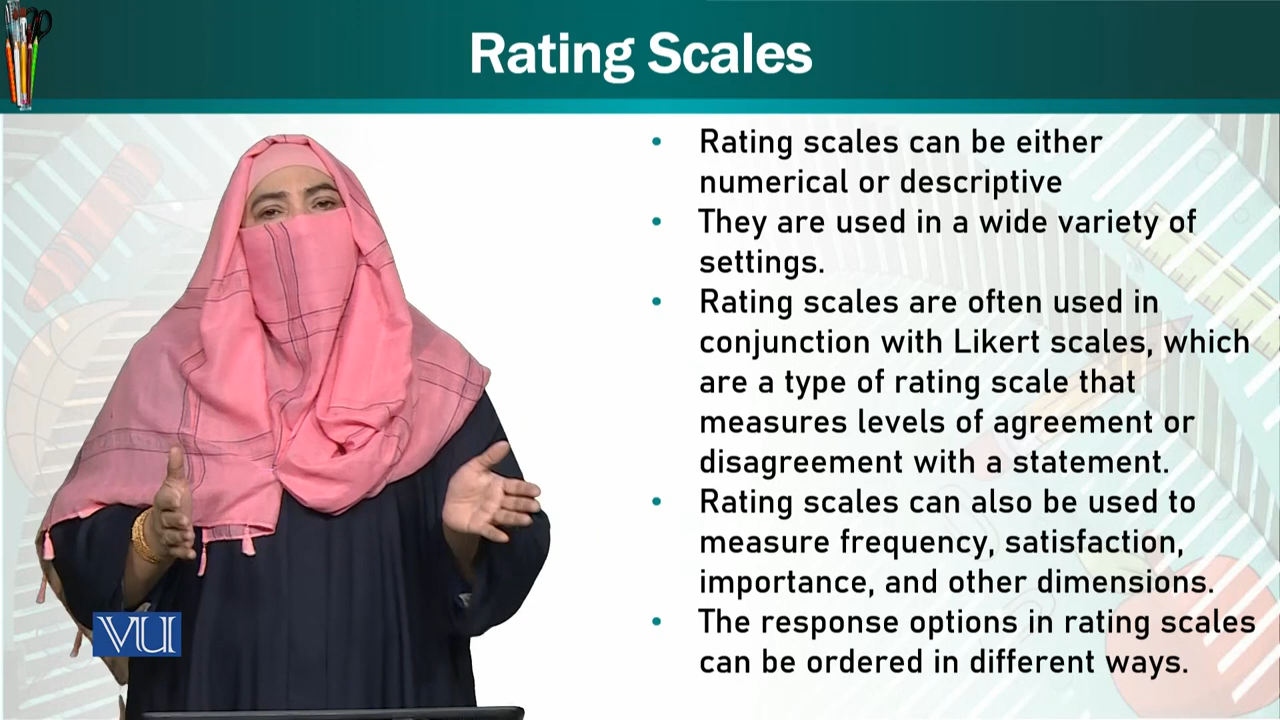 Rating Scales
• Rating scales can be either
numerical or descriptive
• They are used in a wide variety of
settings.
• Rating scales are often used in
conjunction with Likert scales, which
are a type of rating scale that
measures levels of agreement or
disagreement with a statement.
• Rating scales can also be used to
measure frequency, satisfaction,
importance, and other dimensions.
• The response options in rating scales
can be ordered in different ways.
VU